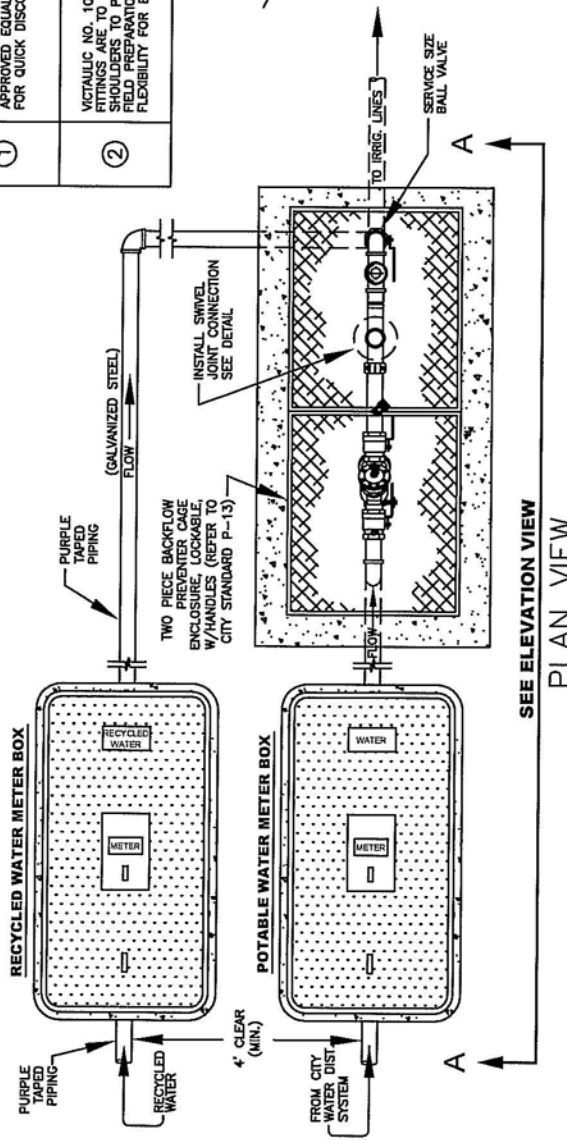 ①
APPROVED EQUAL
FOR QUICK DISCO
②
VICTAULIC NO. 10
FITTINGS ARE TO
SHOULDERS TO P
FIELD PREPARATION
FLEXIBILITY FOR E
RECYCLED WATER METER BOX
PURPLE
TAPED
PIPING
RECYCLED
WATER
METER
RECYCLED
WATER
PURPLE
TAPED
PIPING
(GALVANIZED STEEL)
FLOW
4' CLEAR
(MIN.)
TWO PIECE BACKFLOW
PREVENTER CAGE
ENCLOSURE, LOCKABLE,
W/HANDLES (REFER TO
CITY STANDARD P-13)
INSTALL SWIVEL
JOINT CONNECTION
SEE DETAIL
TO IRRIG. LINES
SERVICE SIZE
BALL VALVE
POTABLE WATER METER BOX
FROM CITY
WATER DIST.
SYSTEM
METER
WATER
FLOW
A
A
SEE ELEVATION VIEW
PLAN VIEW